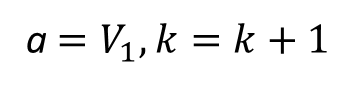 a = V₁, k = k + 1